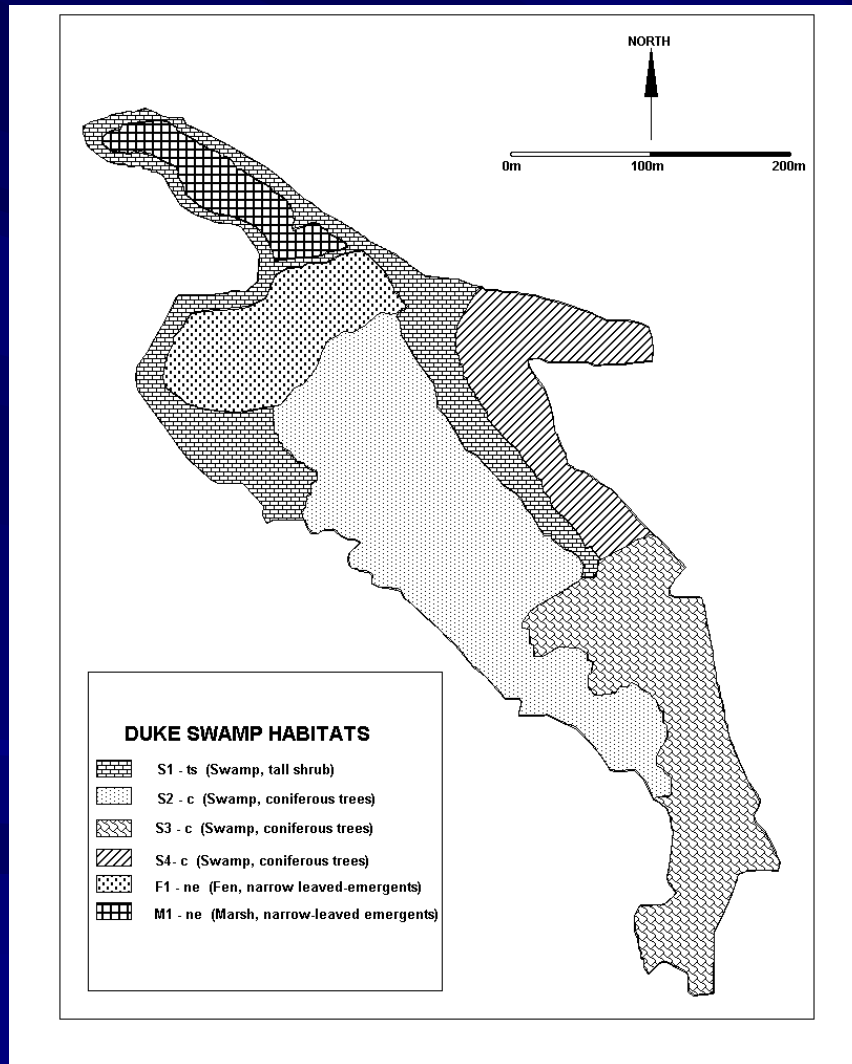 NORTH
0m 100m 200m
DUKE SWAMP HABITATS
S1 - ts (Swamp, tall shrub)
S2 - c (Swamp, coniferous trees)
S3 - c (Swamp, coniferous trees)
S4- c (Swamp, coniferous trees)
F1 - ne (Fen, narrow leaved-emergents)
M1 - ne (Marsh, narrow-leaved emergents)